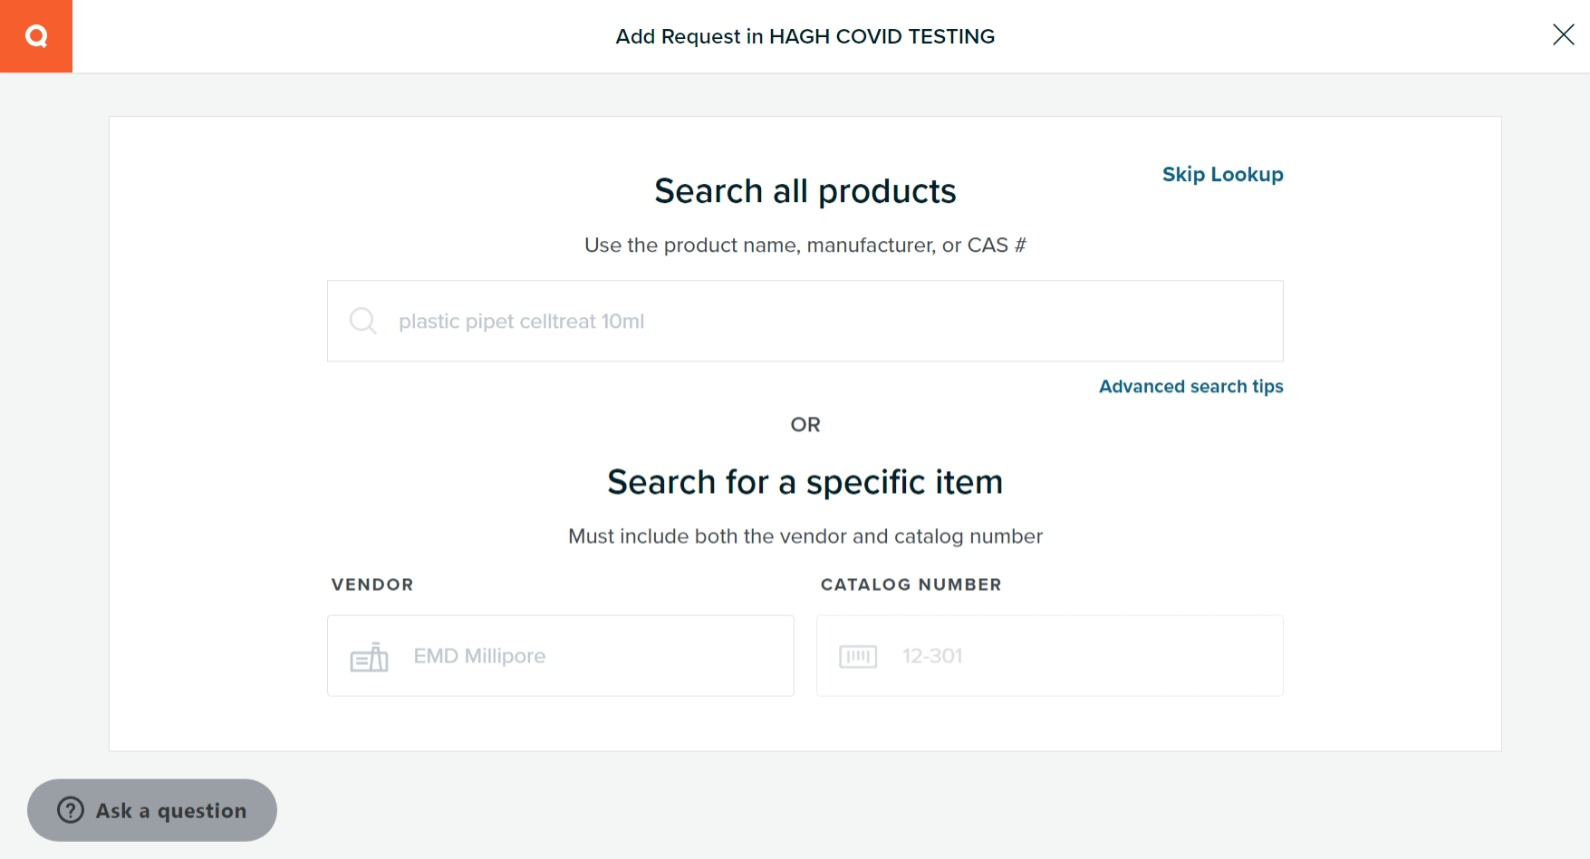 Add Request in HAGH COVID TESTING
Skip Lookup
Search all products
Use the product name, manufacturer, or CAS #
plastic pipet celltreat 10ml
Advanced search tips
OR
Search for a specific item
Must include both the vendor and catalog number
VENDOR
CATALOG NUMBER
EMD Millipore
12-301
Ask a question